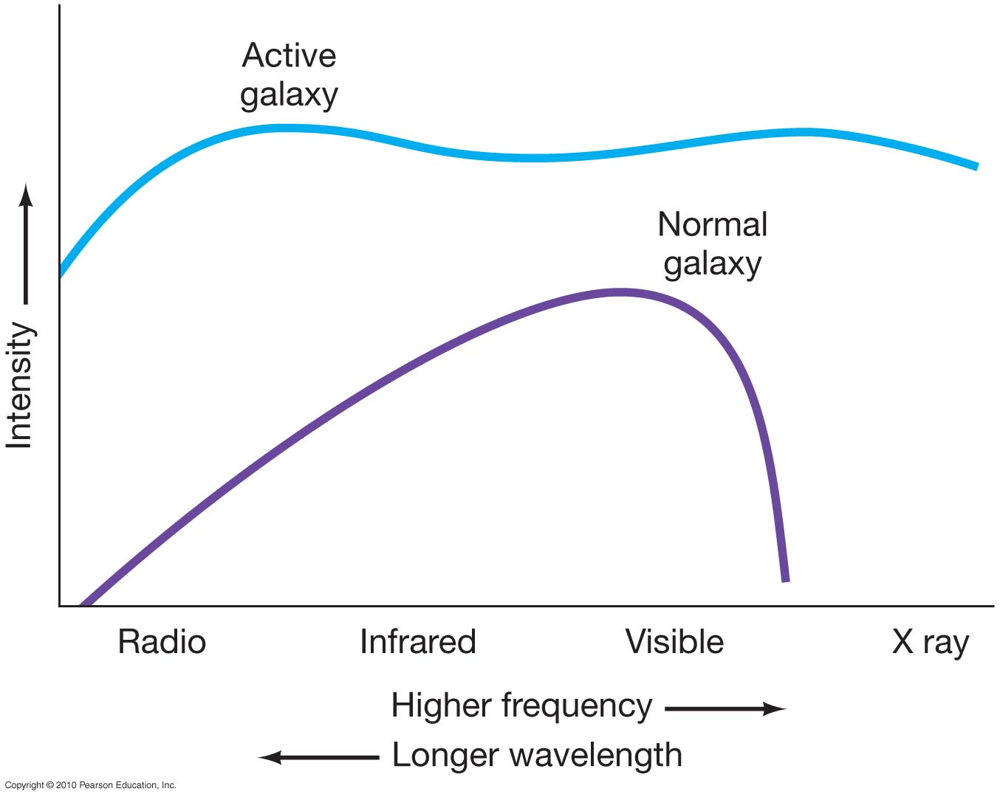 Active
galaxy
Normal
galaxy
Intensity
Radio Infrared Visible X ray
Higher frequency
Longer wavelength
Copyright © 2010 Pearson Education, Inc.